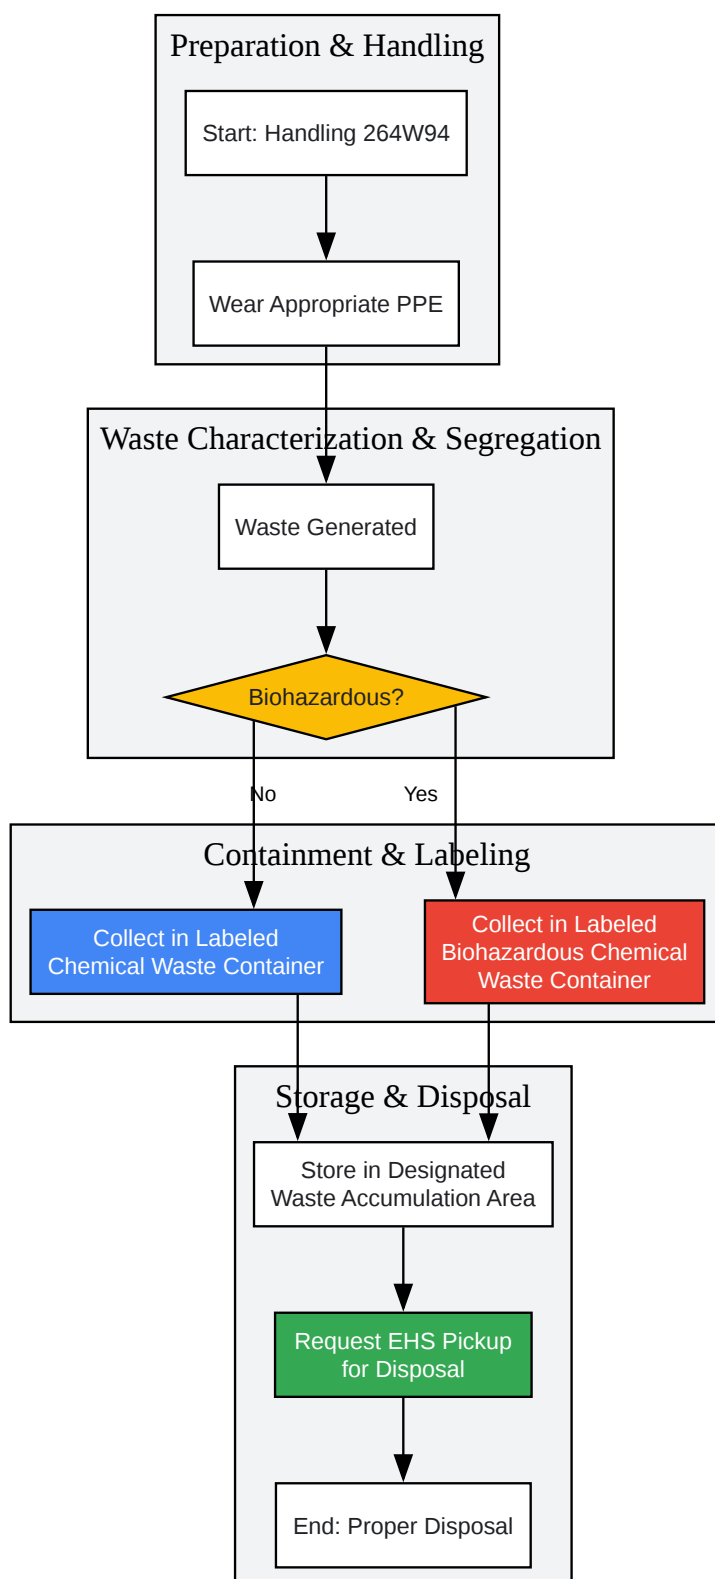 Preparation & Handling
Start: Handling 264W94
Wear Appropriate PPE
Waste Characterization & Segregation
Waste Generated
Biohazardous?
No
Yes
Containment & Labeling
Collect in Labeled
Chemical Waste Container
Collect in Labeled
Biohazardous Chemical
Waste Container
Storage & Disposal
Store in Designated
Waste Accumulation Area
Request EHS Pickup
for Disposal
End: Proper Disposal